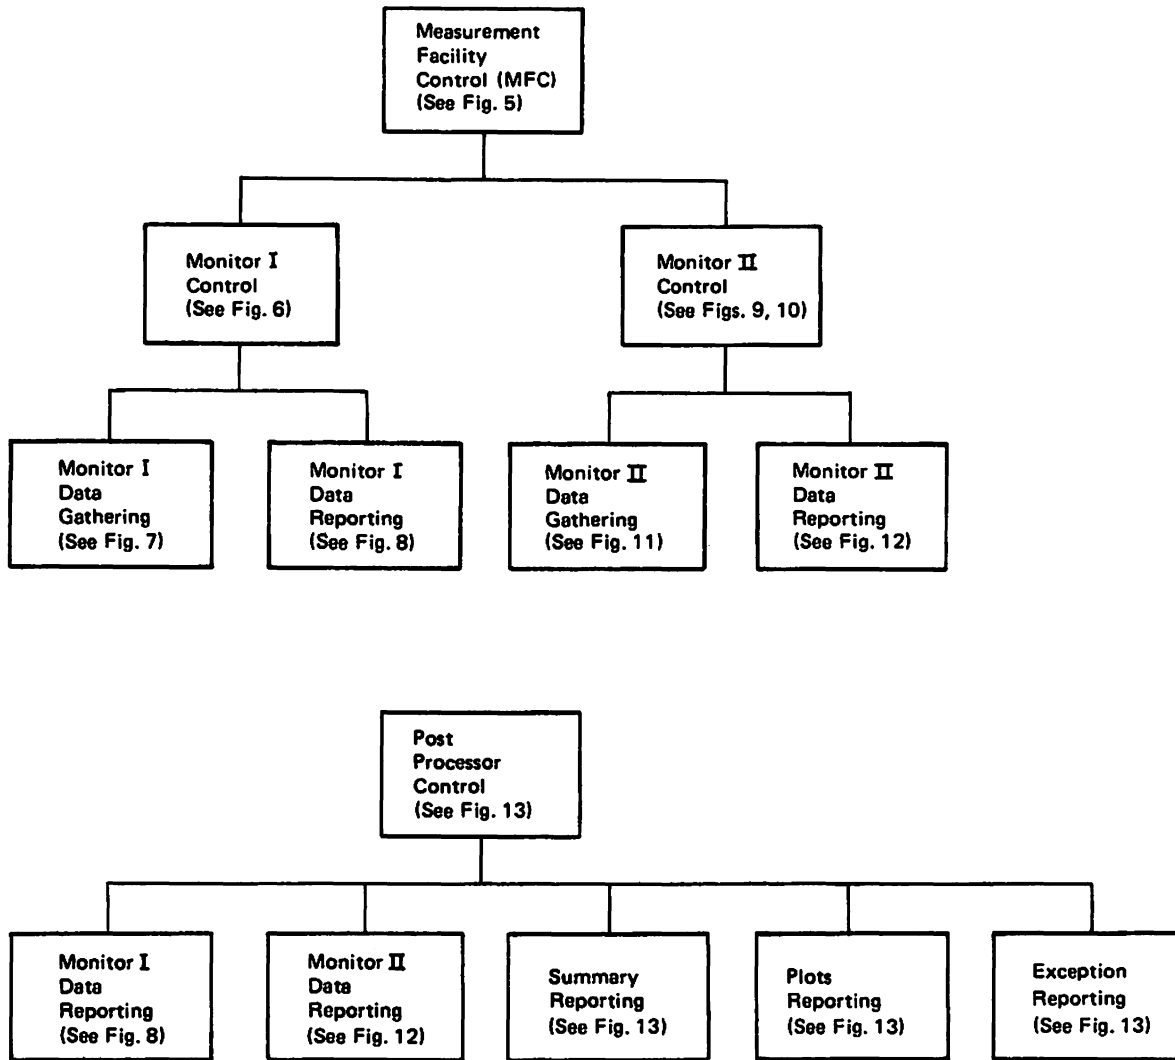 Measurement
Facility
Control (MFC)
(See Fig. 5)
Monitor I
Control
(See Fig. 6)
Monitor II
Control
(See Figs. 9, 10)
Monitor I
Data
Gathering
(See Fig. 7)
Monitor I
Data
Reporting
(See Fig. 8)
Monitor II
Data
Gathering
(See Fig. 11)
Monitor II
Data
Reporting
(See Fig. 12)
Post
Processor
Control
(See Fig. 13)
Monitor I
Data
Reporting
(See Fig. 8)
Monitor II
Data
Reporting
(See Fig. 12)
Summary
Reporting
(See Fig. 13)
Plots
Reporting
(See Fig. 13)
Exception
Reporting
(See Fig. 13)